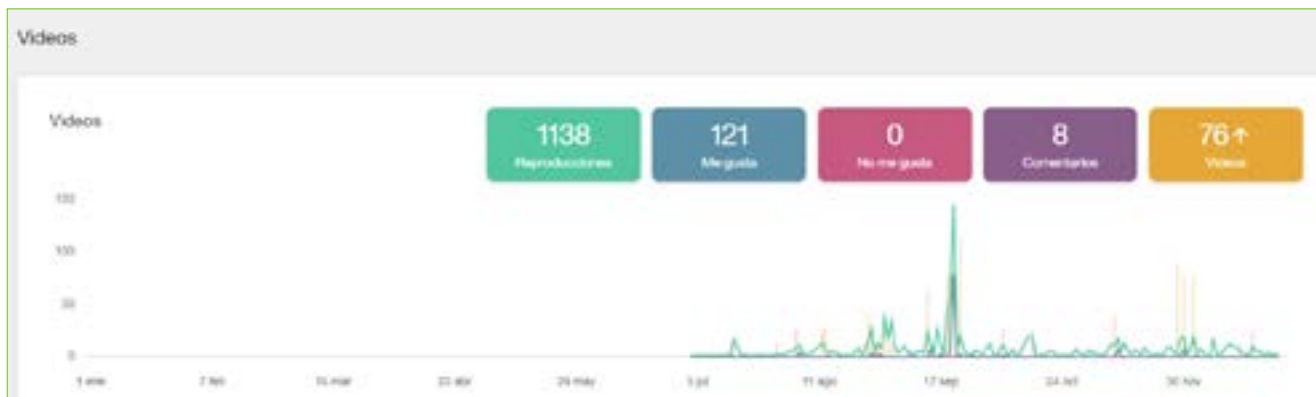 Videos
Videos
1138
Reproducciones
121
Me gusta
0
No me gusta
8
Comentarios
76↑
Videos
150
100
50
0
1 ene 7 feb 15 mar 22 abr 29 may 5 jul 11 ago 17 sep 24 oct 30 nov